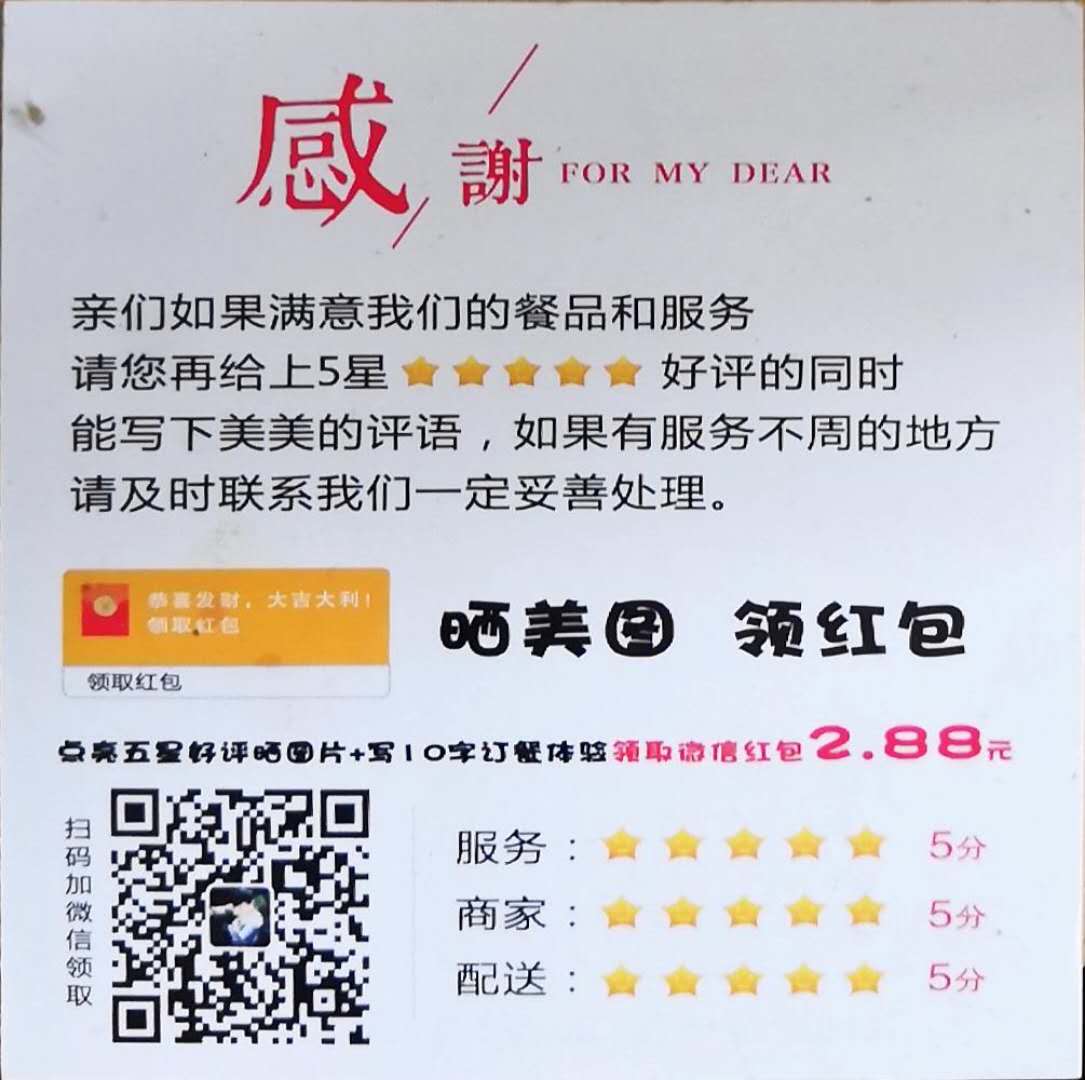 感謝 FOR MY DEAR
亲们如果满意我们的餐品和服务
请您再给上5星★★★★★好评的同时
能写下美美的评语，如果有服务不周的地方
请及时联系我们一定妥善处理。
恭喜发财，大吉大利！
领取红包
领取红包
晒美图 领红包
点亮五星好评晒图片+写10字订餐体验领取微信红包2.88元
扫码加微信领取
服务：★★★★★ 5分
商家：★★★★★ 5分
配送：★★★★★ 5分